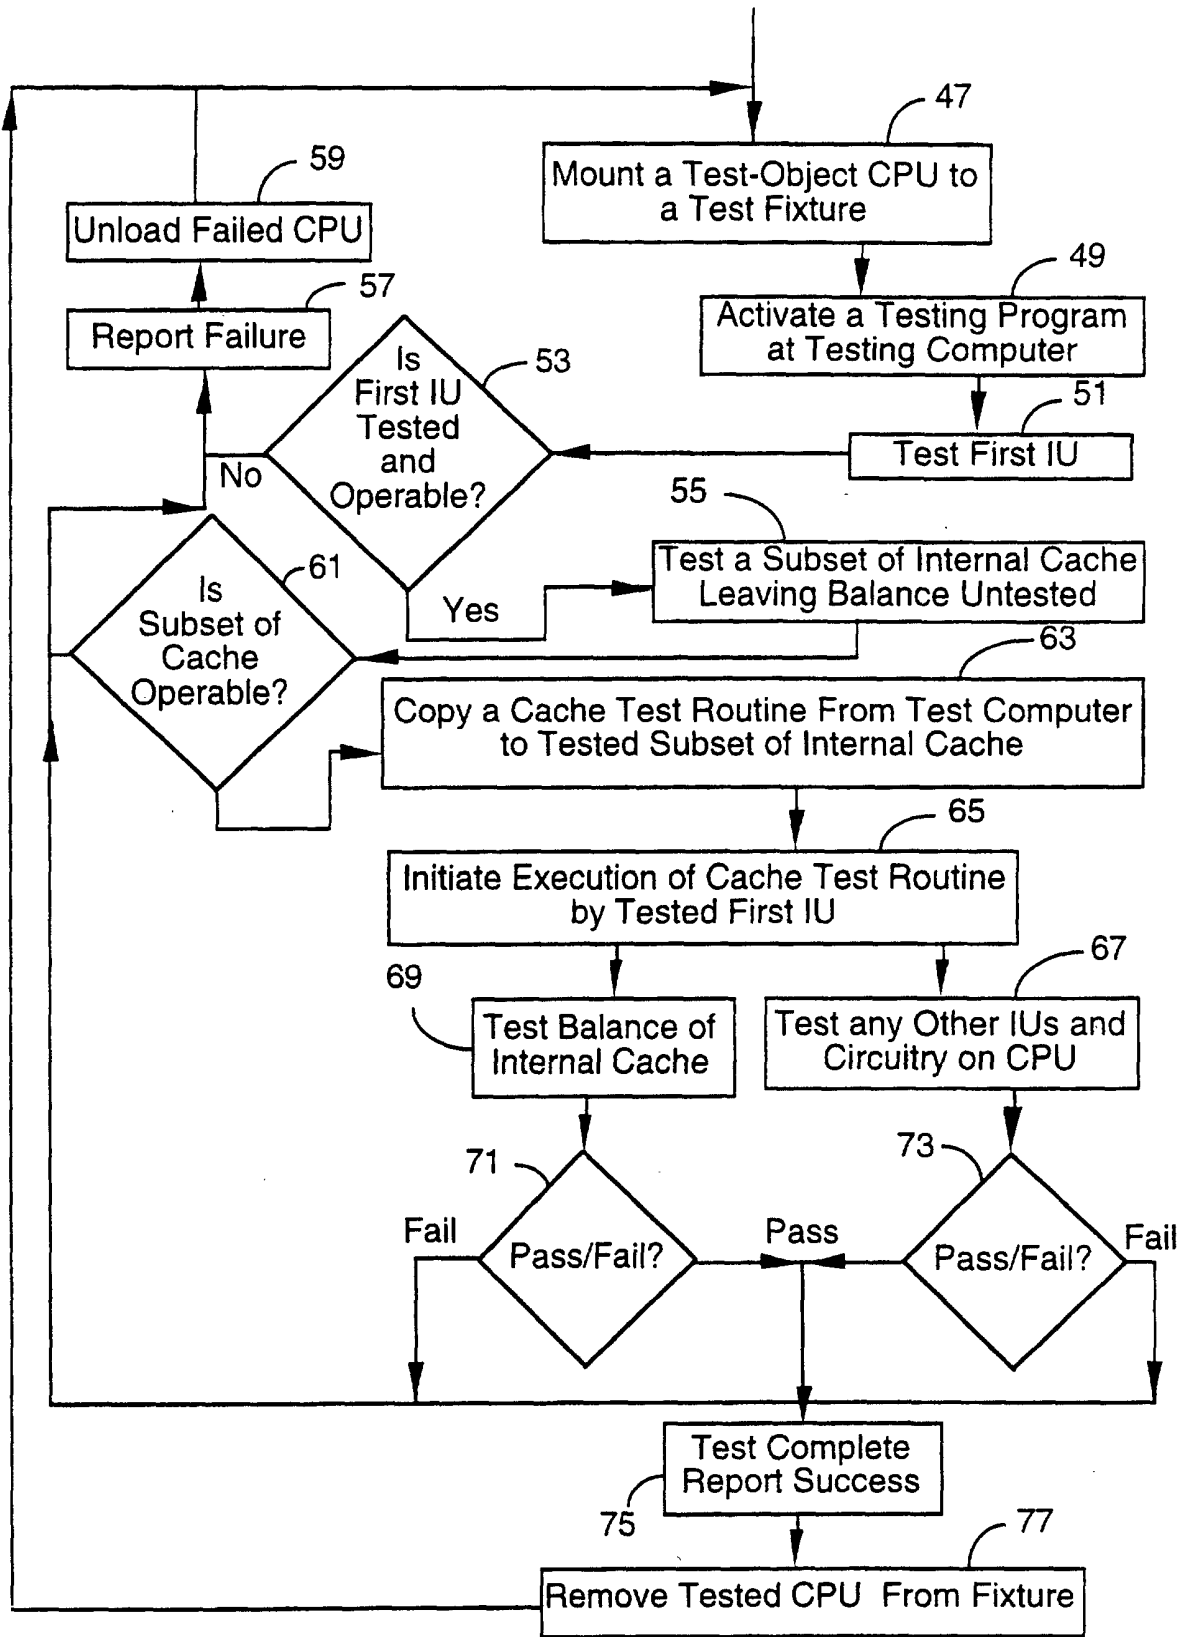 47
Mount a Test-Object CPU to
a Test Fixture
59
Unload Failed CPU
49
Activate a Testing Program
at Testing Computer
57
Report Failure
Is
First IU
Tested
and
Operable?
53
51
Test First IU
No
55
Test a Subset of Internal Cache
Leaving Balance Untested
Yes
61
Is
Subset of
Cache
Operable?
63
Copy a Cache Test Routine From Test Computer
to Tested Subset of Internal Cache
65
Initiate Execution of Cache Test Routine
by Tested First IU
69
Test Balance of
Internal Cache
67
Test any Other IUs and
Circuitry on CPU
71
73
Fail
Pass/Fail?
Pass
Pass/Fail?
Fail
Test Complete
Report Success
75
77
Remove Tested CPU From Fixture